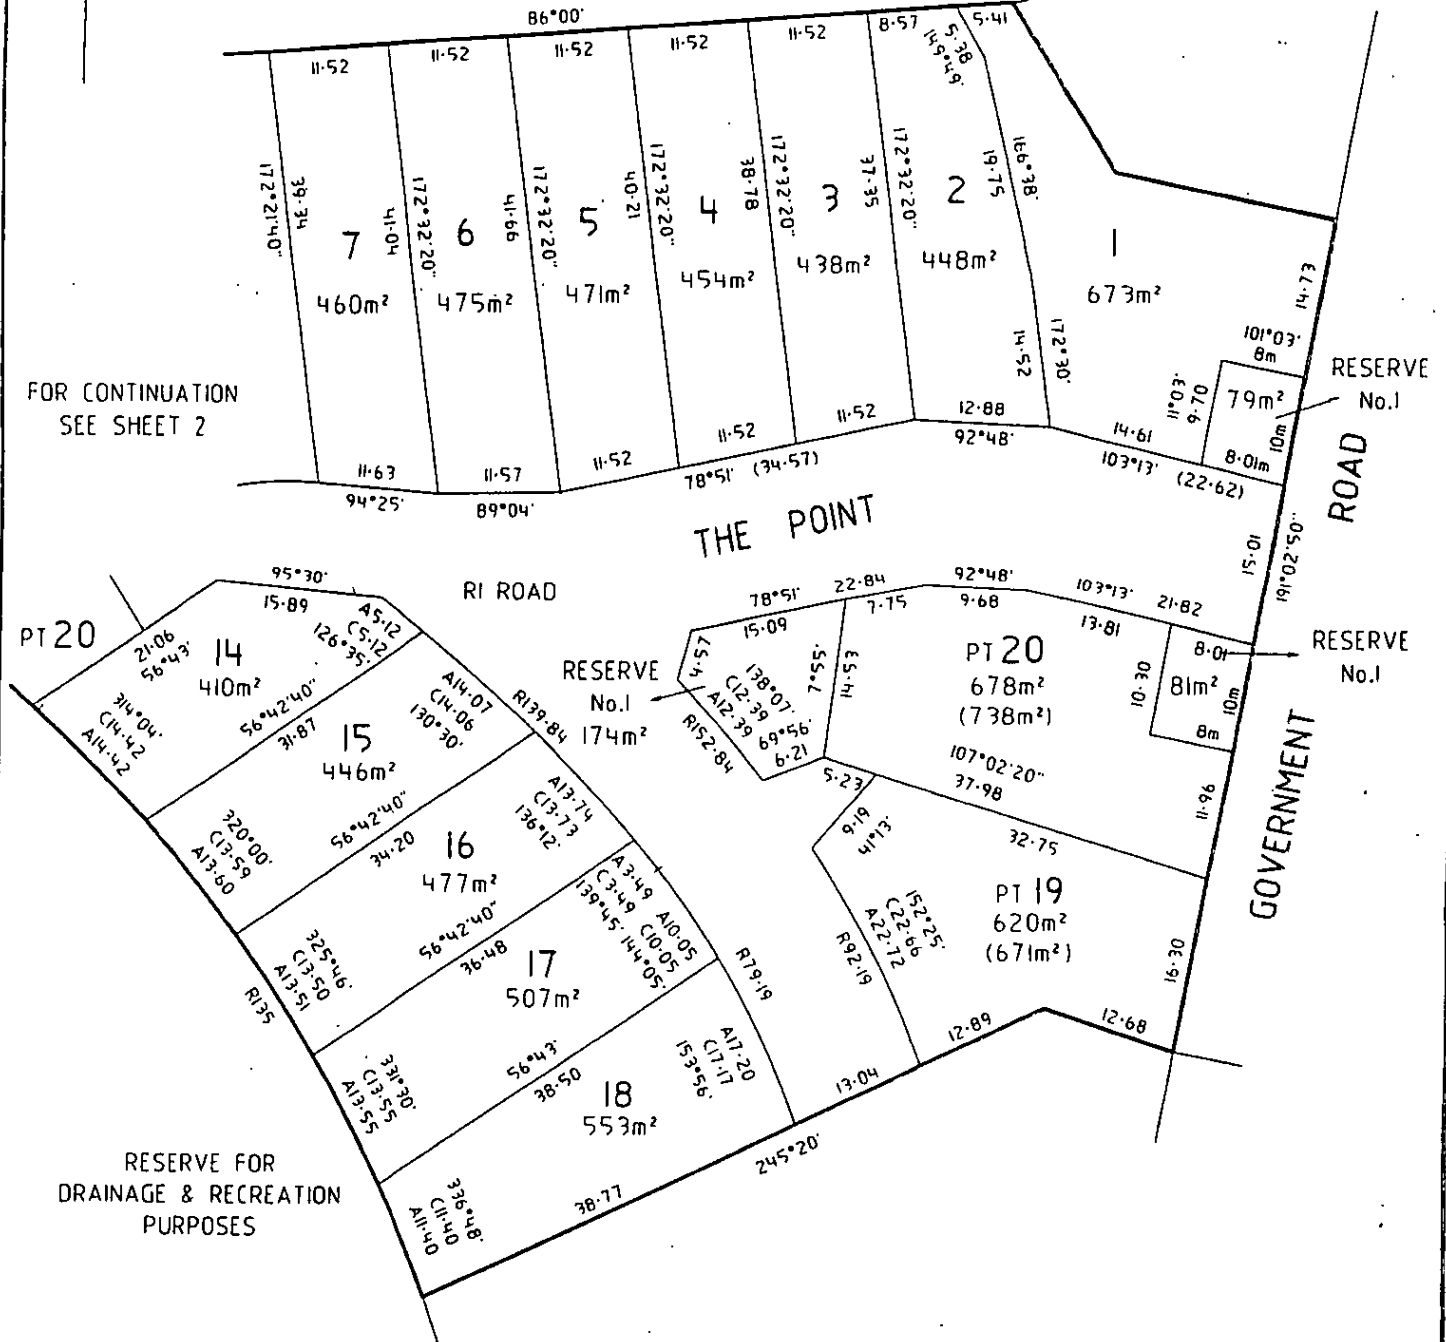 86°00'
11·52
11·52
11·52
11·52
11·52
8·57
5·41
5·38
149°49'
172°21'40"
39·34
7
460m²
41·04
172°32'20"
6
475m²
41·66
172°32'20"
5
471m²
40·21
172°32'20"
4
454m²
38·78
172°32'20"
3
438m²
37·35
172°32'20"
2
448m²
19·75
166°38'
14·52
172°30'
1
673m²
14·73
101°03'
8m
11°03'
9·70
79m²
10m
8·01m
RESERVE
No.1
FOR CONTINUATION
SEE SHEET 2
11·63
94°25'
11·57
89°04'
11·52
11·52
11·52
78°51' (34·57)
12·88
92°48'
14·61
103°13' (22·62)
THE POINT
R1 ROAD
15·01
191°02'50"
GOVERNMENT ROAD
PT 20
21·06
56°43'
95°30'
15·89
A5·12
C5·12
126°35'
14
410m²
314°04'
C14·42
A14·42
56°42'40"
31·87
15
446m²
A14·07
C14·06
130°30'
R139·84
320°00'
C13·59
A13·60
56°42'40"
34·20
16
477m²
A13·74
C13·73
136°12'
325°46'
C13·50
A13·51
R135
56°42'40"
36·48
17
507m²
A3·49
C3·49
139°45'
A10·05
C10·05
144°05'
R79·19
331°30'
C13·55
A13·55
56°43'
38·50
18
553m²
A17·20
C17·17
153°56'
336°48'
C11·40
A11·40
38·77
245°20'
13·04
12·89
12·68
RESERVE FOR
DRAINAGE & RECREATION
PURPOSES
RESERVE
No.1
174m²
78°51'
22·84
15·09
7·75
4·57
138°07'
C12·39
A12·39
R152·84
69°56'
6·21
7°55'
14·53
92°48'
9·68
103°13'
21·82
13·81
PT 20
678m²
(738m²)
10·30
8·01
81m²
10m
8m
RESERVE
No.1
107°02'20"
37·98
5·23
32·75
11·96
9·19
41°13'
PT 19
620m²
(671m²)
152°25'
C22·66
A22·72
R92·19
16·30